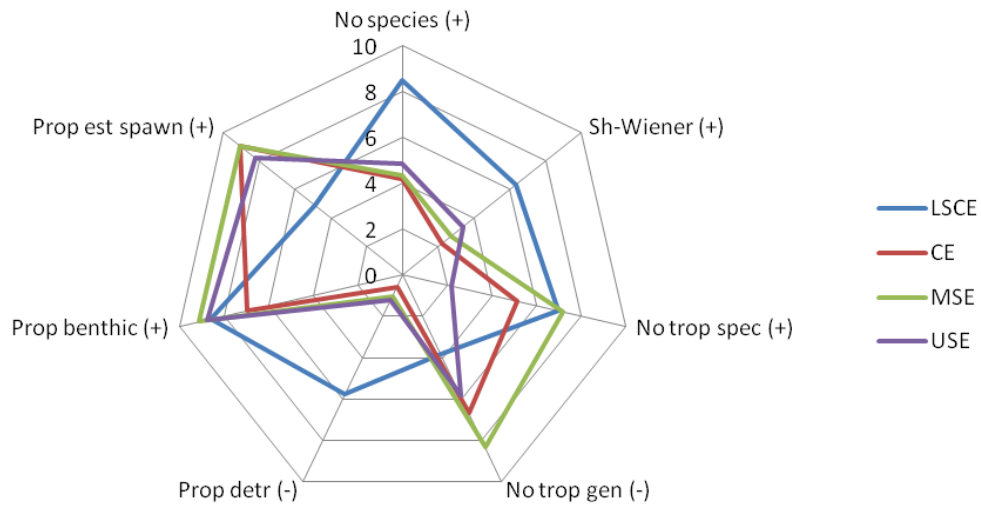 No species (+)
10
8
6
4
2
0
Sh-Wiener (+)
No trop spec (+)
No trop gen (-)
Prop detr (-)
Prop benthic (+)
Prop est spawn (+)
LSCE
CE
MSE
USE